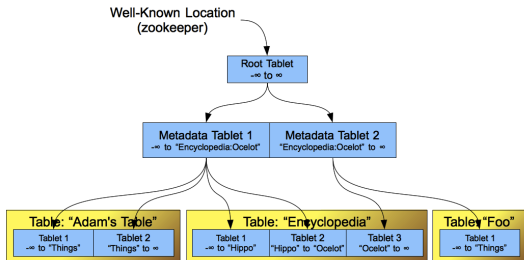 Well-Known Location
(zookeeper)
Root Tablet
-∞ to ∞
Metadata Tablet 1
-∞ to "Encyclopedia:Ocelot"
Metadata Tablet 2
"Encyclopedia:Ocelot" to ∞
Table: "Adam's Table"
Tablet 1
-∞ to "Things"
Tablet 2
"Things" to ∞
Table: "Encyclopedia"
Tablet 1
-∞ to "Hippo"
Tablet 2
"Hippo" to "Ocelot"
Tablet 3
"Ocelot" to ∞
Table: "Foo"
Tablet 1
-∞ to "Things"